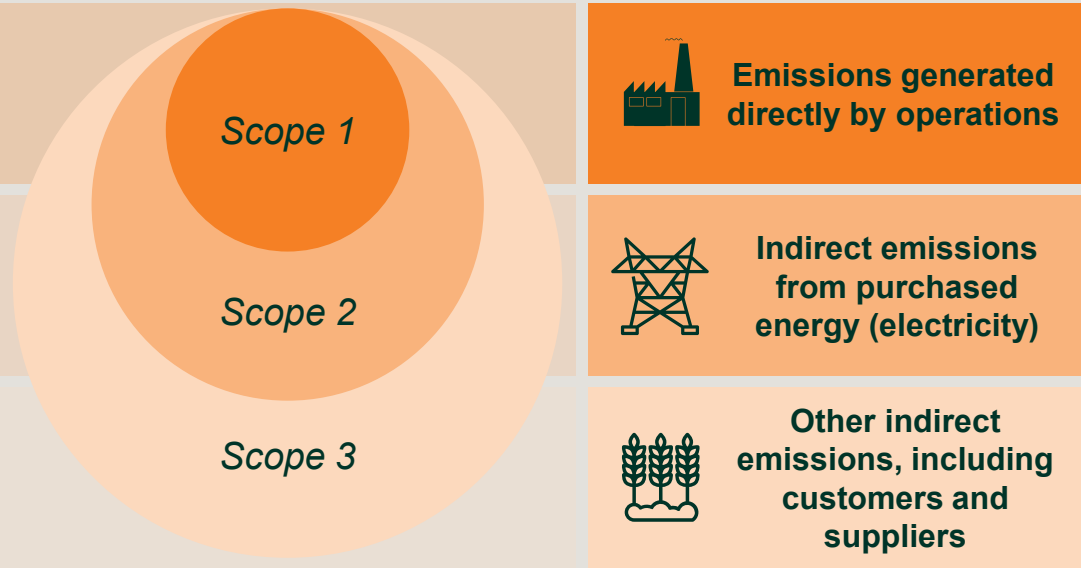 Scope 1
Emissions generated
directly by operations
Scope 2
Indirect emissions
from purchased
energy (electricity)
Scope 3
Other indirect
emissions, including
customers and
suppliers